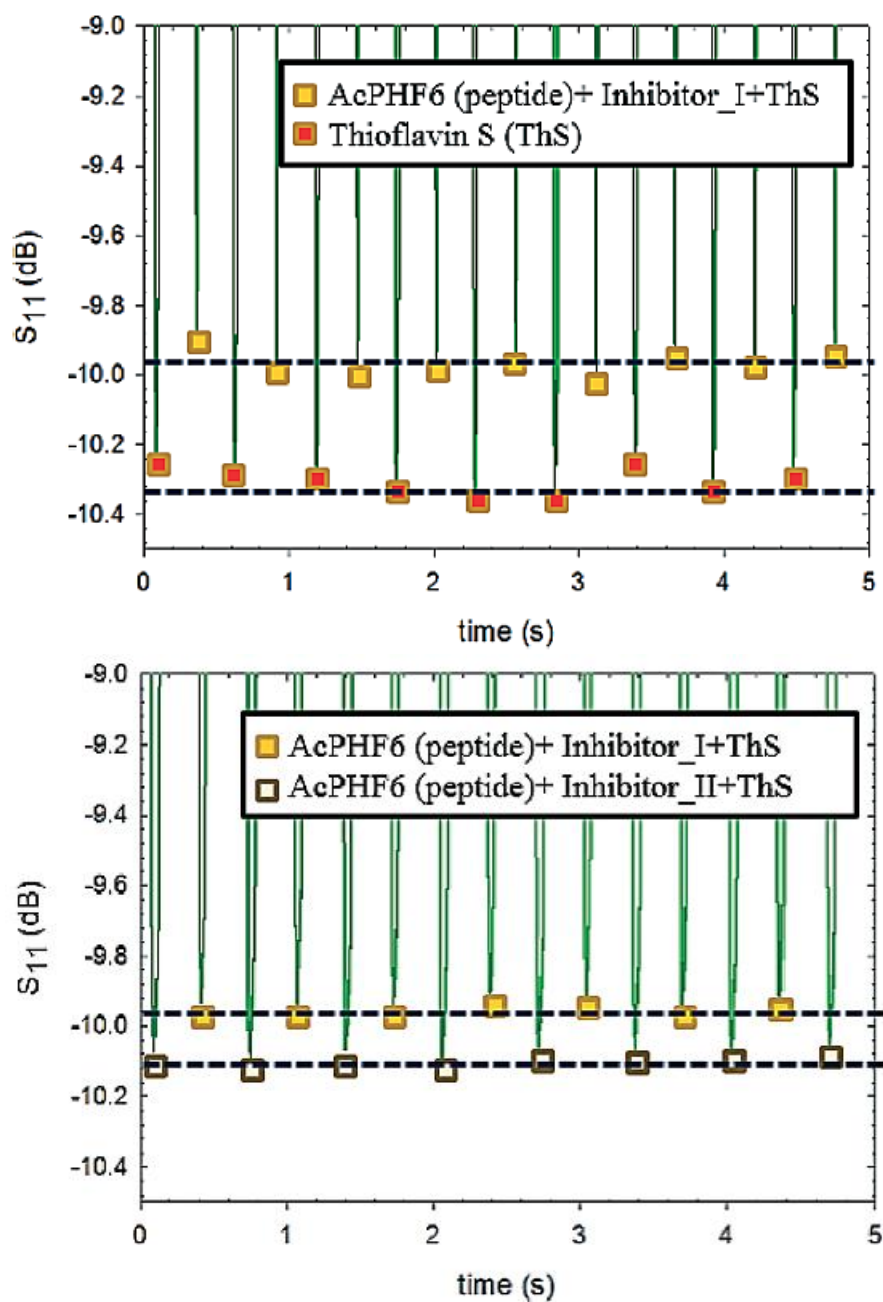 -9.0
AcPHF6 (peptide)+ Inhibitor_I+ThS
Thioflavin S (ThS)
-9.2
-9.4
-9.6
-9.8
-10.0
-10.2
-10.4
S11 (dB)
0 1 2 3 4 5
time (s)
-9.0
AcPHF6 (peptide)+ Inhibitor_I+ThS
AcPHF6 (peptide)+ Inhibitor_II+ThS
-9.2
-9.4
-9.6
-9.8
-10.0
-10.2
-10.4
S11 (dB)
0 1 2 3 4 5
time (s)